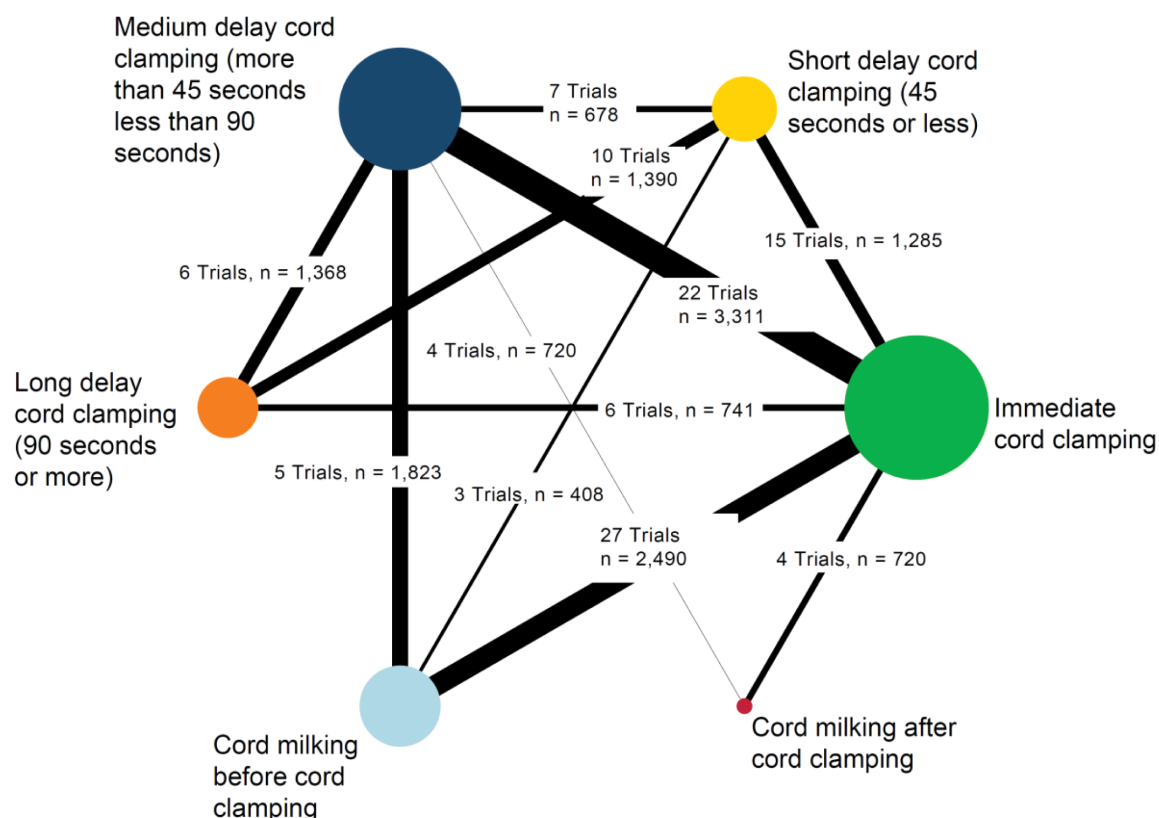 Medium delay cord
clamping (more
than 45 seconds
less than 90
seconds)
Short delay cord
clamping (45
seconds or less)
7 Trials
n = 678
10 Trials
n = 1,390
15 Trials, n = 1,285
6 Trials, n = 1,368
22 Trials
n = 3,311
4 Trials, n = 720
Long delay
cord clamping
(90 seconds
or more)
6 Trials, n = 741
Immediate
cord clamping
5 Trials, n = 1,823
3 Trials, n = 408
27 Trials
n = 2,490
4 Trials, n = 720
Cord milking
before cord
clamping
Cord milking after
cord clamping